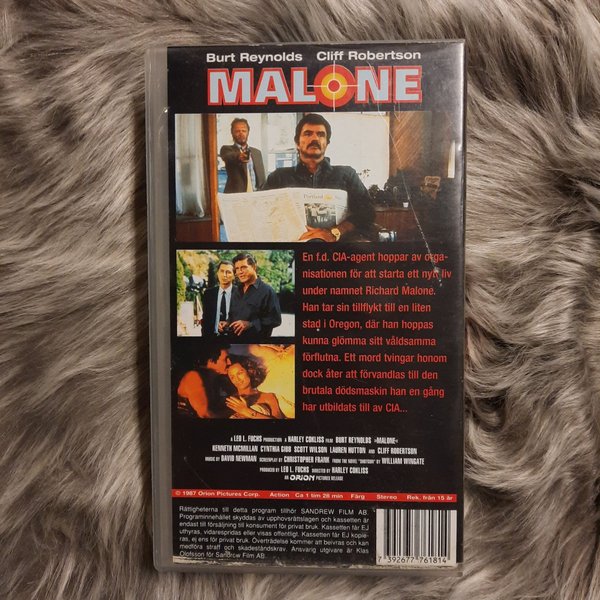 Burt Reynolds Cliff Robertson
MALONE
En f.d. CIA-agent hoppar av orga-
nisationen för att starta ett nytt liv
under namnet Richard Malone.
Han tar sin tillflykt till en liten
stad i Oregon, där han hoppas
kunna glömma sitt våldsamma
förflutna. Ett mord tvingar honom
dock åter att förvandlas till den
brutala dödsmaskin han en gång
har utbildats till av CIA...
A LEO L. FUCHS PRODUCTION A HARLEY COKLISS FILM BURT REYNOLDS »MALONE«
KENNETH MCMILLAN CYNTHIA GIBB SCOTT WILSON LAUREN HUTTON AND CLIFF ROBERTSON
MUSIC BY DAVID NEWMAN SCREENPLAY BY CHRISTOPHER FRANK FROM THE NOVEL "SHOTGUN" BY WILLIAM WINGATE
PRODUCED BY LEO L. FUCHS DIRECTED BY HARLEY COKLISS
AN ORION PICTURES RELEASE
© 1987 Orion Pictures Corp. Action Ca 1 tim 28 min Färg Stereo Rek. från 15 år
Rättigheterna till detta program tillhör SANDREW FILM AB.
Programinnehållet skyddas av upphovsrättslagen och kassetten är
endast till försäljning till konsument för privat bruk. Kassetten får EJ
uthyras, vidarespridas eller visas offentligt. Kassetten får EJ kopie-
ras, ej ens för privat bruk. Överträdelse kommer att beivras och kan
medföra straff och skadeståndskrav. Ansvarig utgivare är Klas
Olofsson för Sandrew Film AB.
7 392677 761814